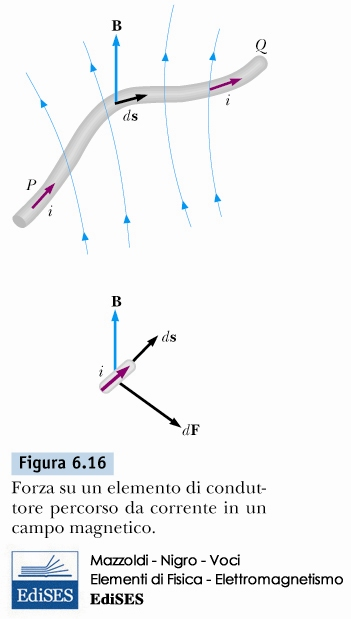 B
Q
ds
i
P
i
B
ds
i
dF
Figura 6.16
Forza su un elemento di condut-
tore percorso da corrente in un
campo magnetico.
Mazzoldi - Nigro - Voci
Elementi di Fisica - Elettromagnetismo
EdiSES
EdiSES